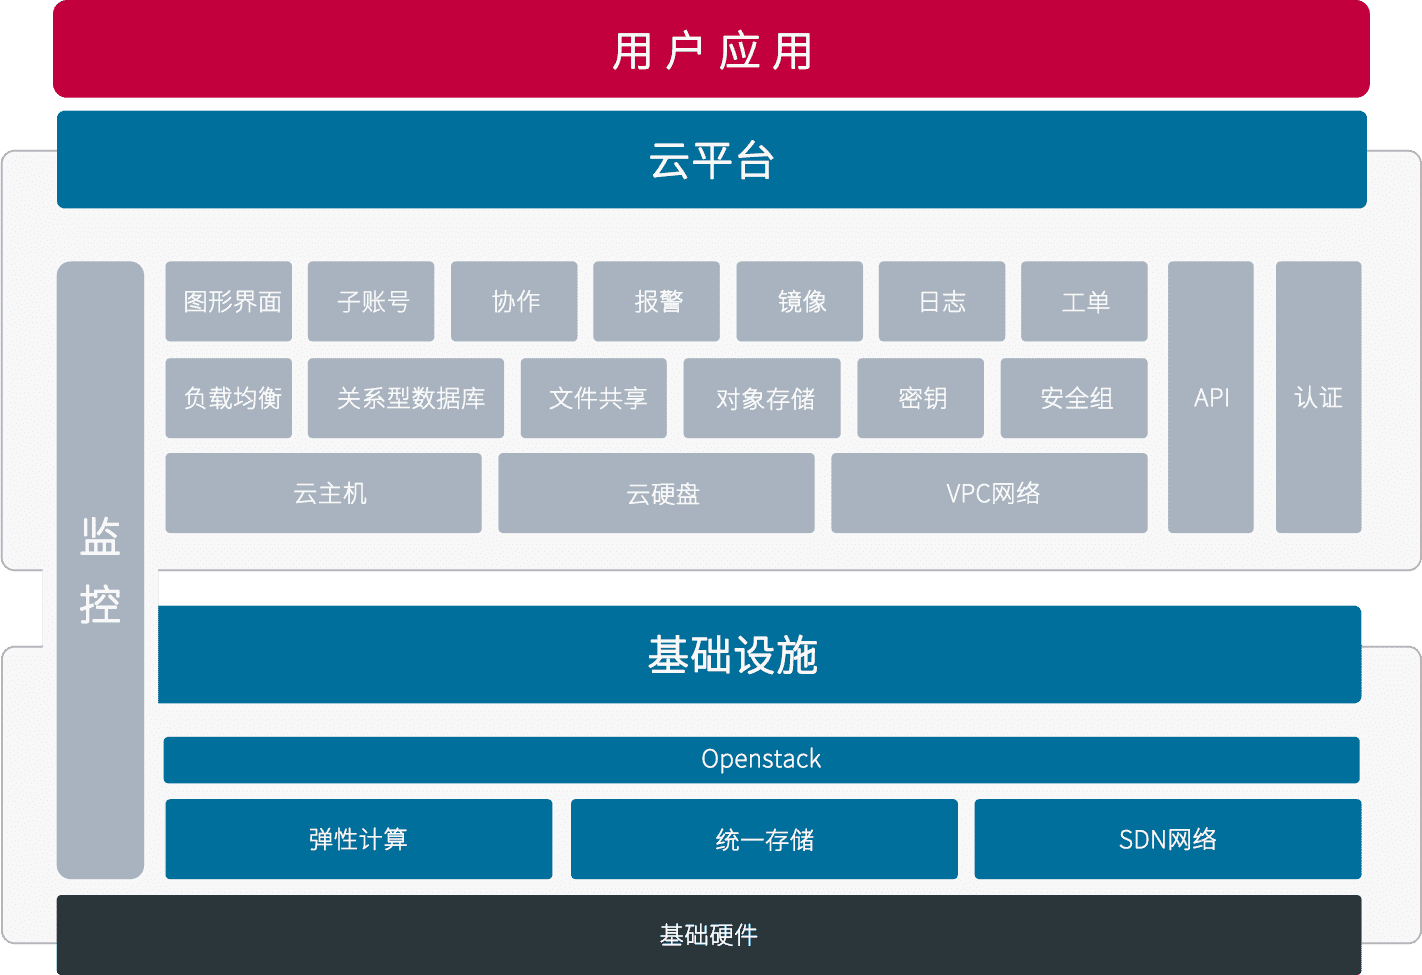 用户应用
云平台
图形界面
子账号
协作
报警
镜像
日志
工单
负载均衡
关系型数据库
文件共享
对象存储
密钥
安全组
API
认证
云主机
云硬盘
VPC网络
监
控
基础设施
Openstack
弹性计算
统一存储
SDN网络
基础硬件